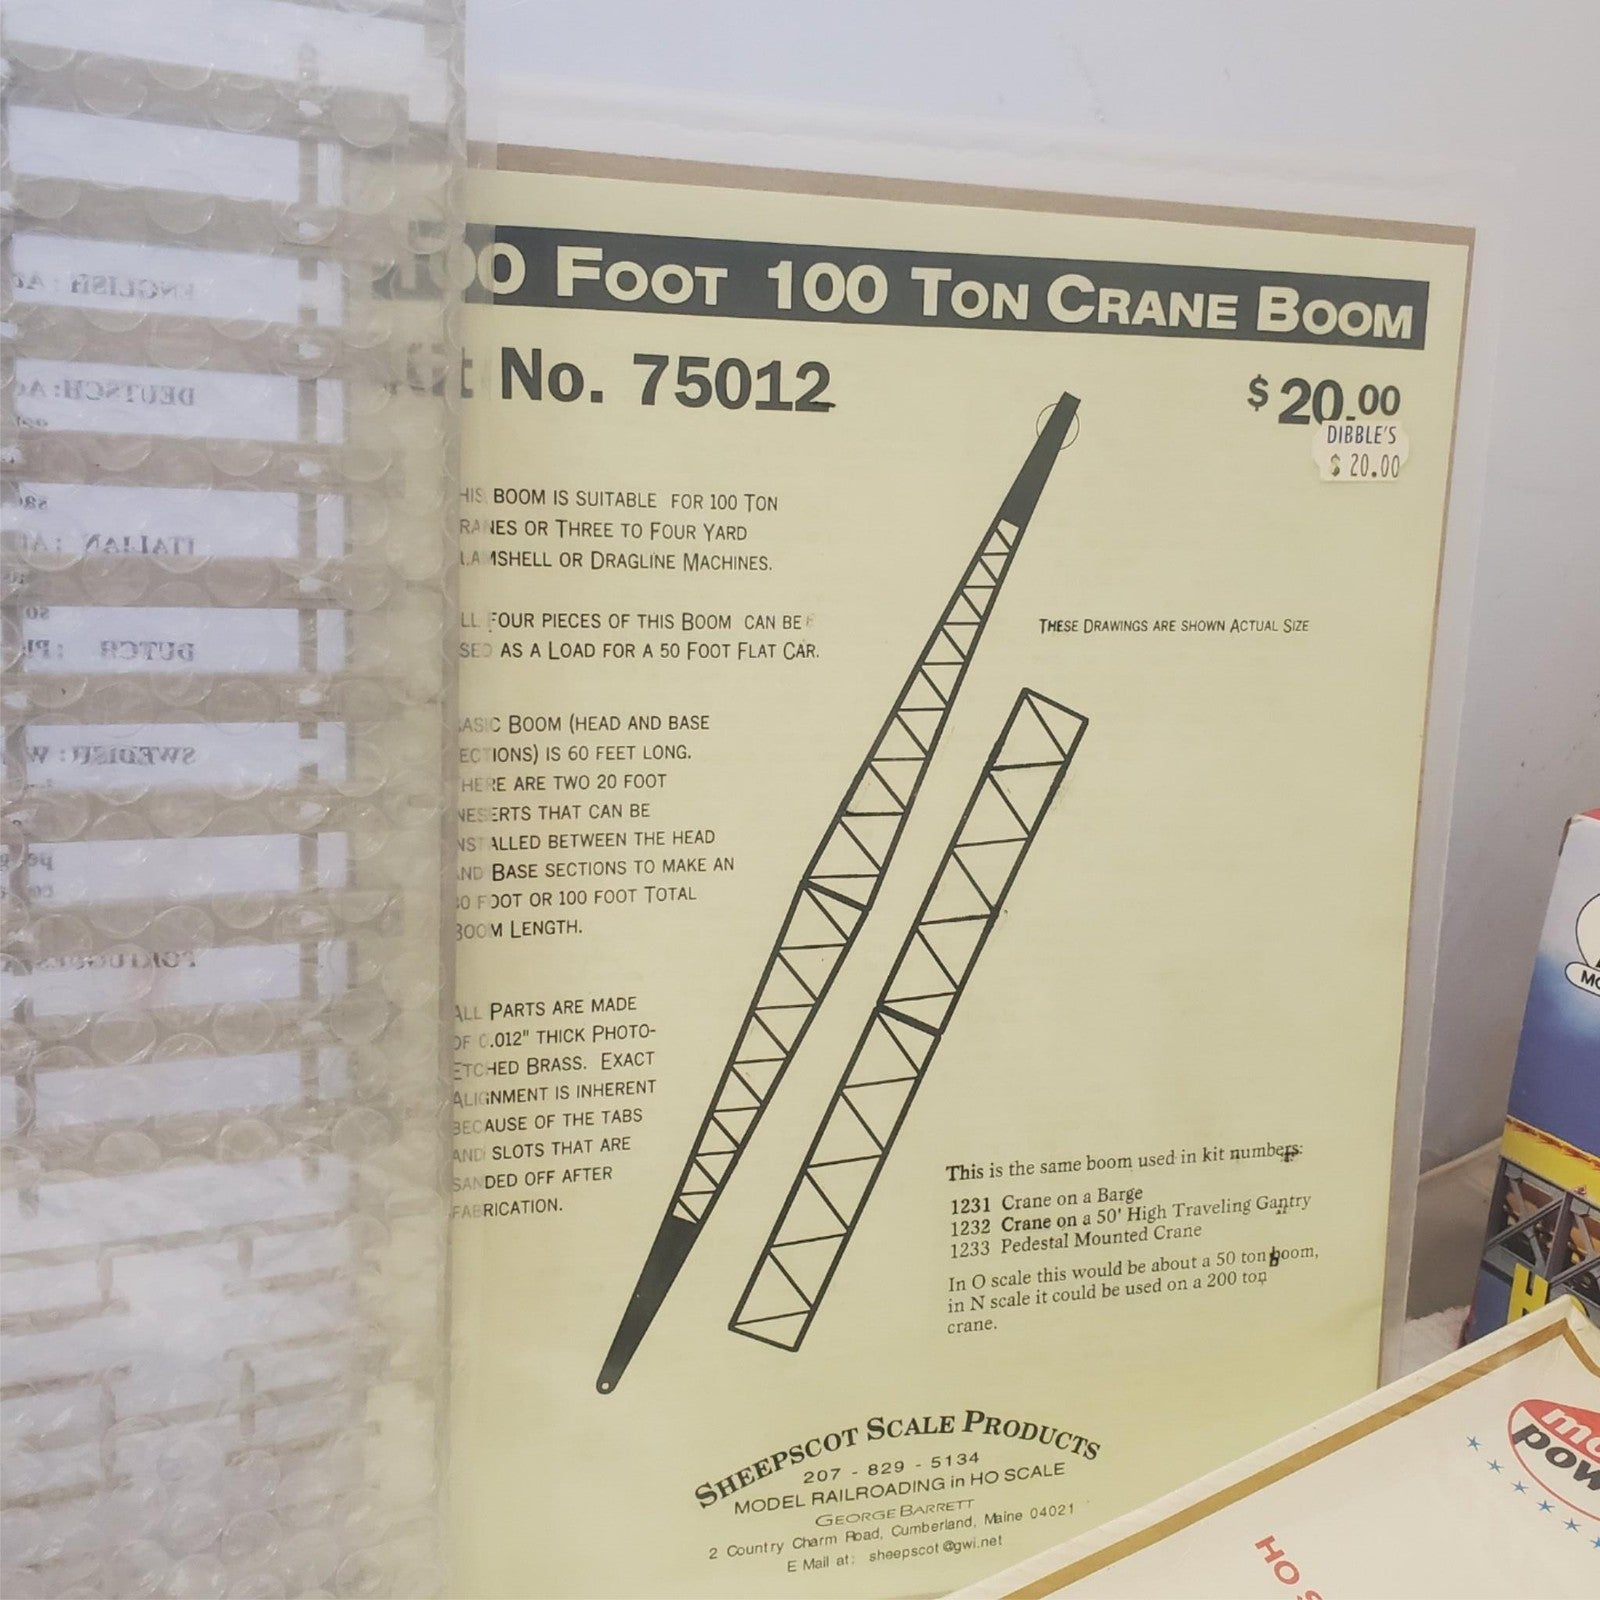 100 FOOT 100 TON CRANE BOOM
Kit No. 75012
$ 20.00
DIBBLE'S
$ 20.00
HIS BOOM IS SUITABLE FOR 100 TON
RANES OR THREE TO FOUR YARD
LAMSHELL OR DRAGLINE MACHINES.
LL FOUR PIECES OF THIS BOOM CAN BE
SED AS A LOAD FOR A 50 FOOT FLAT CAR.
THESE DRAWINGS ARE SHOWN ACTUAL SIZE
ASIC BOOM (HEAD AND BASE
ECTIONS) IS 60 FEET LONG.
HERE ARE TWO 20 FOOT
NESERTS THAT CAN BE
NSTALLED BETWEEN THE HEAD
ND BASE SECTIONS TO MAKE AN
80 FOOT OR 100 FOOT TOTAL
BOOM LENGTH.
ALL PARTS ARE MADE
OF 0.012" THICK PHOTO-
ETCHED BRASS. EXACT
ALIGNMENT IS INHERENT
BECAUSE OF THE TABS
AND SLOTS THAT ARE
SANDED OFF AFTER
FABRICATION.
This is the same boom used in kit numbers:
1231 Crane on a Barge
1232 Crane on a 50' High Traveling Gantry
1233 Pedestal Mounted Crane
In O scale this would be about a 50 ton boom,
in N scale it could be used on a 200 ton
crane.
SHEEPSCOT SCALE PRODUCTS
207 - 829 - 5134
MODEL RAILROADING in HO SCALE
GEORGE BARRETT
2 Country Charm Road, Cumberland, Maine 04021
E Mail at: sheepscot@gwi.net
ENGLISH :
DEUTSCH:
ITALIAN :
DUTCH :
SWEDISH :
pow
HO S